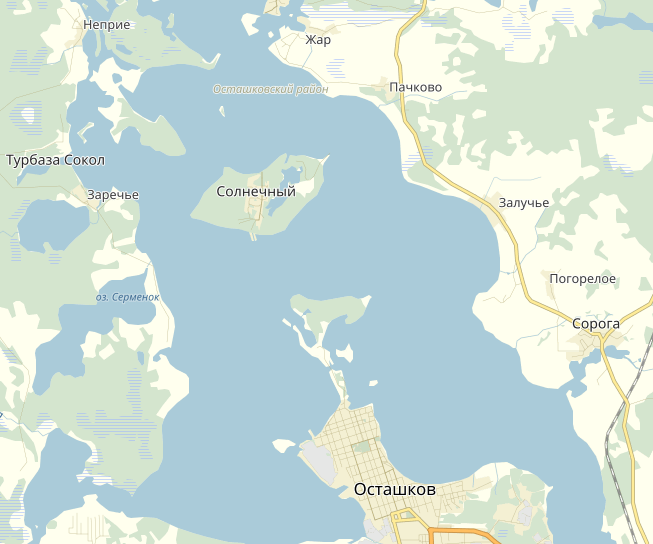 Неприе
Жар
Осташковский район
Пачково
Турбаза Сокол
Солнечный
Заречье
Залучье
Погорелое
оз. Серменок
Сорога
Осташков